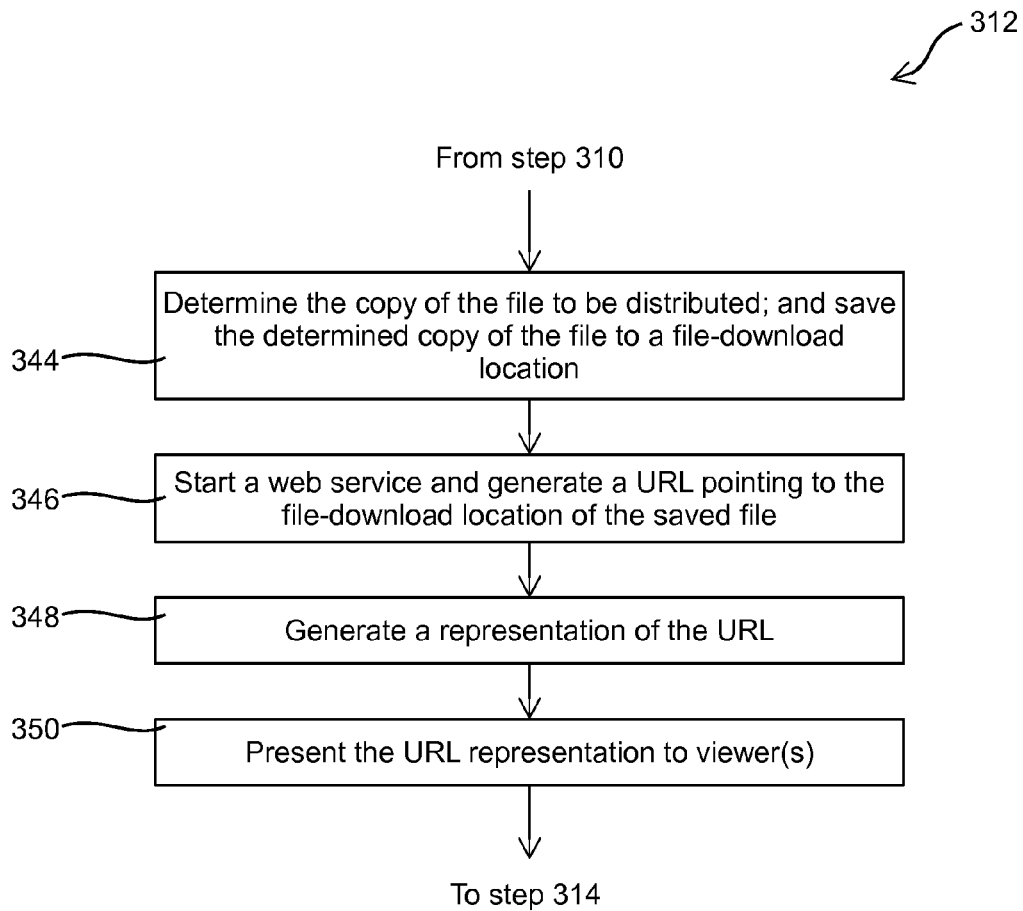 312
From step 310
Determine the copy of the file to be distributed; and save
the determined copy of the file to a file-download
location
344
Start a web service and generate a URL pointing to the
file-download location of the saved file
346
Generate a representation of the URL
348
Present the URL representation to viewer(s)
350
To step 314